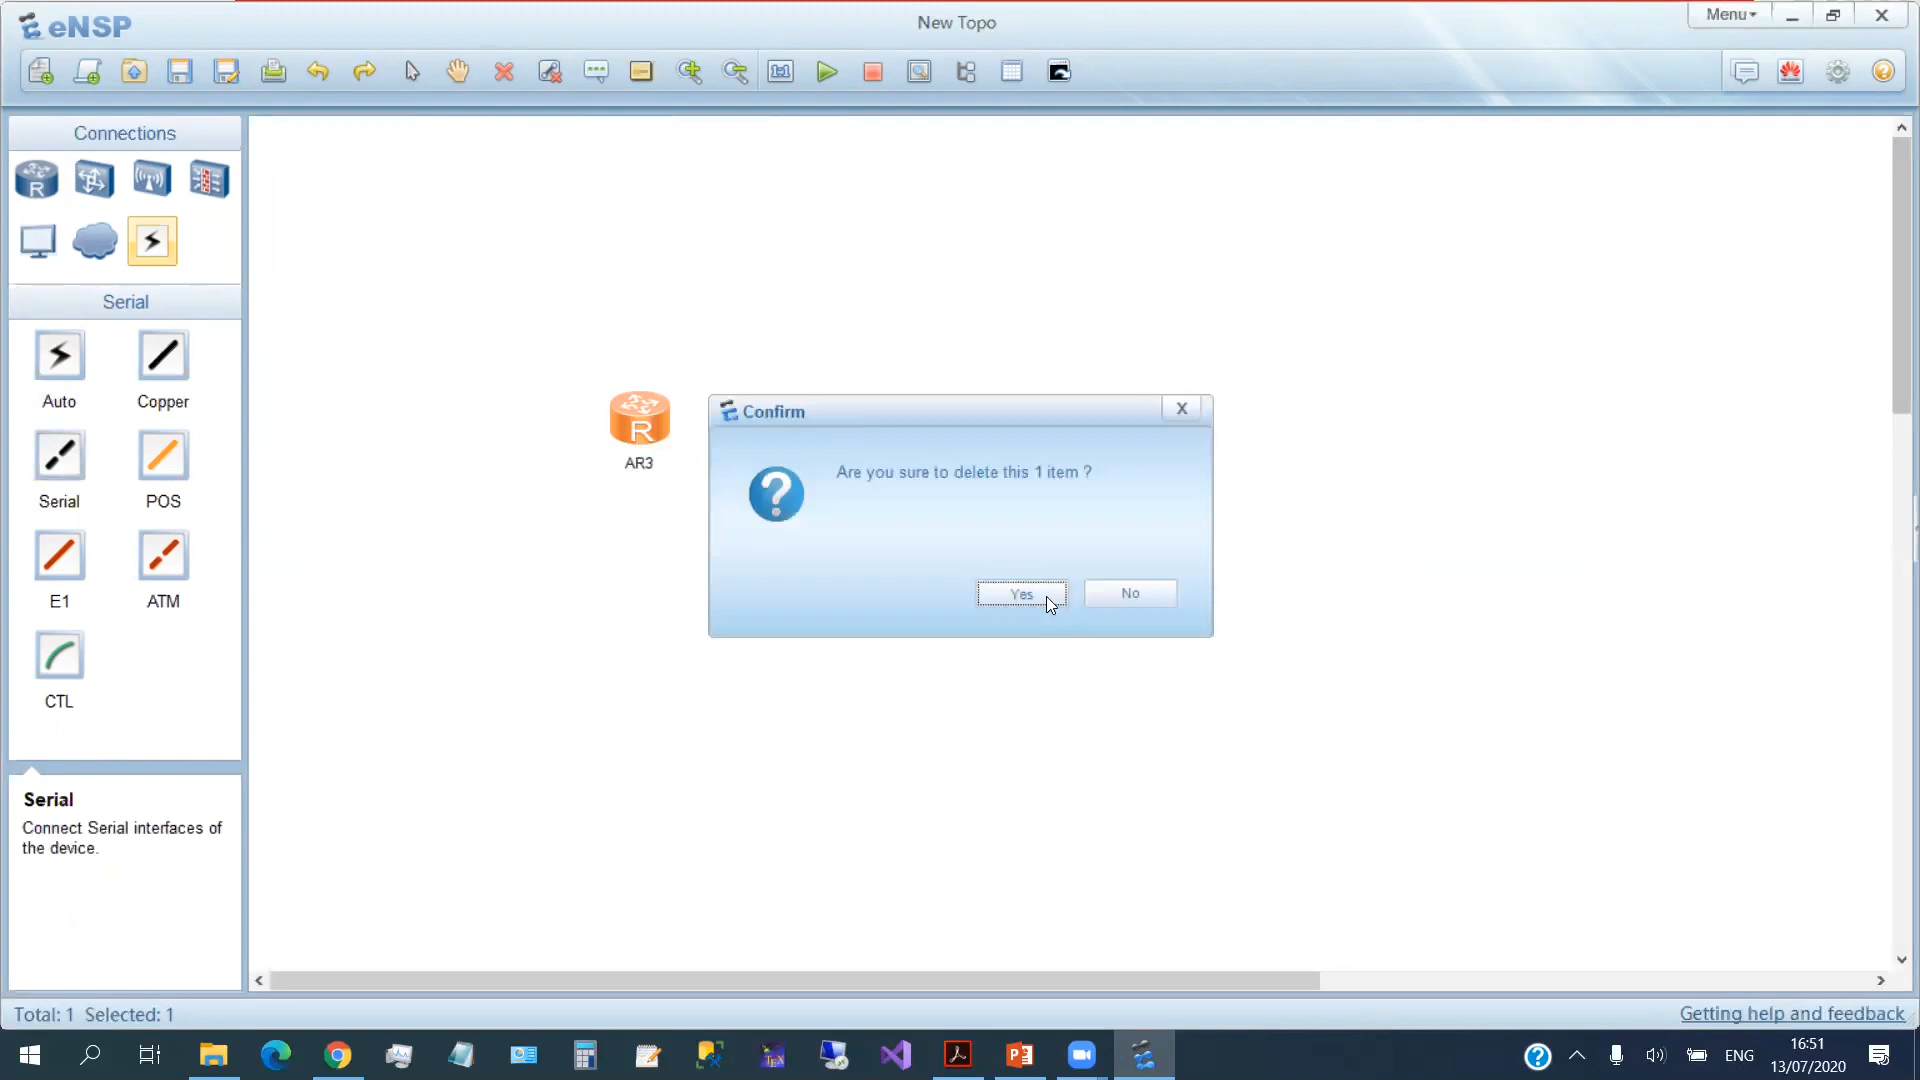 eNSP
New Topo
Menu
1:1
Connections
R
Serial
Auto
Copper
Serial
POS
E1
ATM
CTL
Serial
Connect Serial interfaces of
the device.
R
AR3
Confirm
X
Are you sure to delete this 1 item ?
Yes
No
Total: 1 Selected: 1
Getting help and feedback
ENG
16:51
13/07/2020